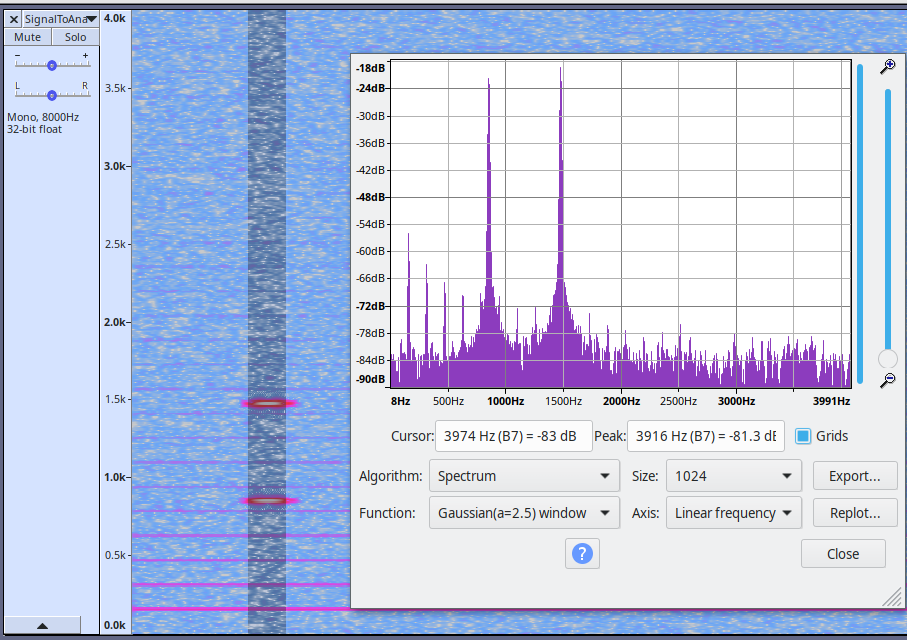 SignalToAna
Mute Solo
- +
L R
Mono, 8000Hz
32-bit float
4.0k
3.5k
3.0k
2.5k
2.0k
1.5k
1.0k
0.5k
0.0k
-18dB
-24dB
-30dB
-36dB
-42dB
-48dB
-54dB
-60dB
-66dB
-72dB
-78dB
-84dB
-90dB
8Hz 500Hz 1000Hz 1500Hz 2000Hz 2500Hz 3000Hz 3991Hz
Cursor: 3974 Hz (B7) = -83 dB Peak: 3916 Hz (B7) = -81.3 dB Grids
Algorithm: Spectrum Size: 1024 Export...
Function: Gaussian(a=2.5) window Axis: Linear frequency Replot...
? Close